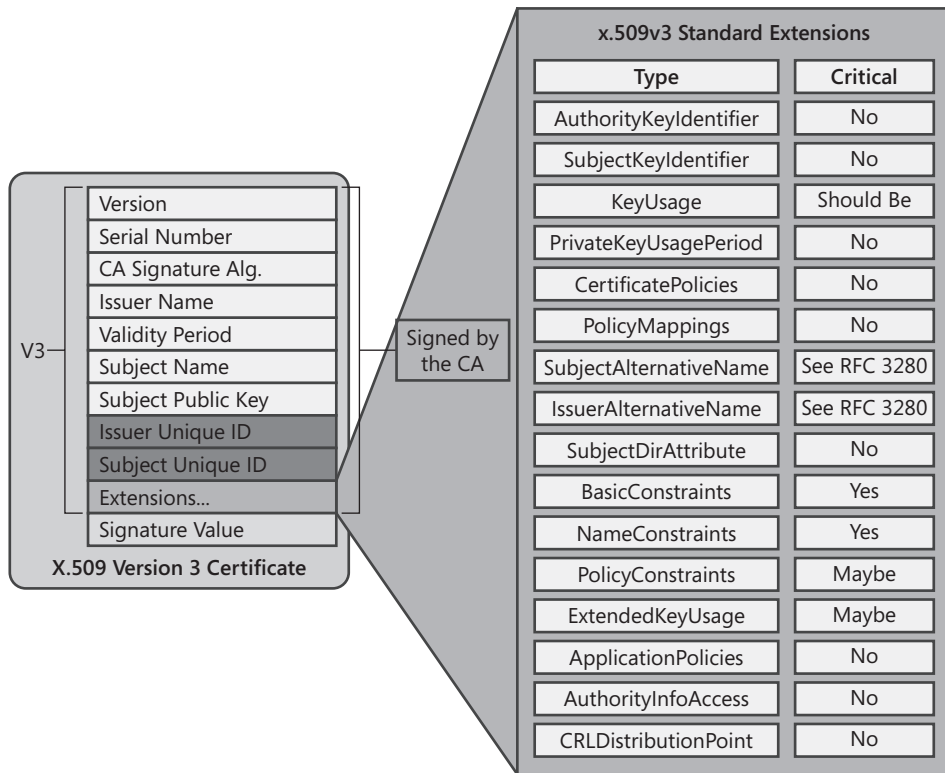 Version
Serial Number
CA Signature Alg.
Issuer Name
Validity Period
Subject Name
Subject Public Key
Issuer Unique ID
Subject Unique ID
Extensions...
Signature Value
X.509 Version 3 Certificate
V3
Signed by
the CA
x.509v3 Standard Extensions
Type Critical
AuthorityKeyIdentifier No
SubjectKeyIdentifier No
KeyUsage Should Be
PrivateKeyUsagePeriod No
CertificatePolicies No
PolicyMappings No
SubjectAlternativeName See RFC 3280
IssuerAlternativeName See RFC 3280
SubjectDirAttribute No
BasicConstraints Yes
NameConstraints Yes
PolicyConstraints Maybe
ExtendedKeyUsage Maybe
ApplicationPolicies No
AuthorityInfoAccess No
CRLDistributionPoint No